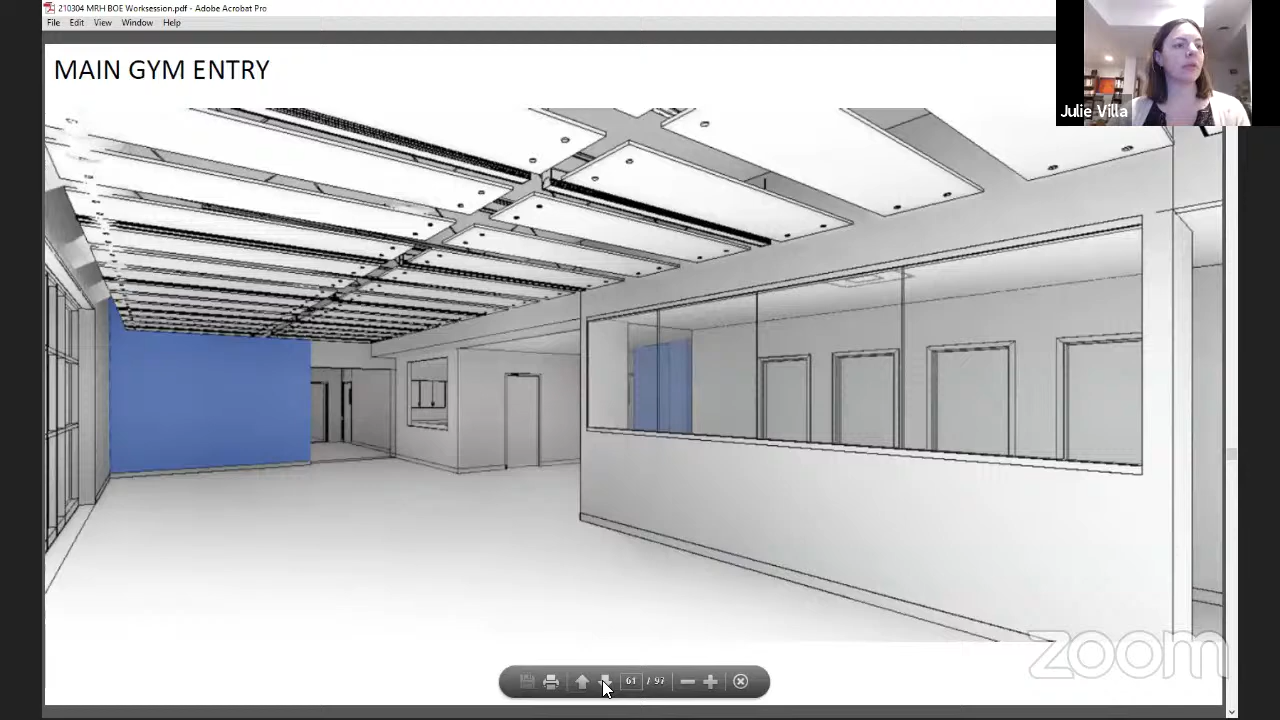 210304 MRH BOE Worksession.pdf - Adobe Acrobat Pro
File Edit View Window Help
MAIN GYM ENTRY
Julie Villa
61 / 97
zoom